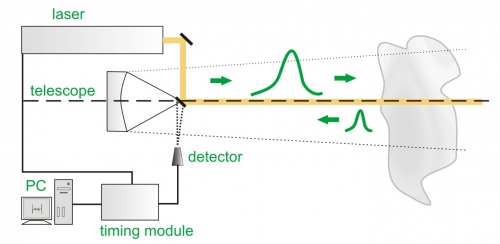 laser
telescope
detector
PC
timing module